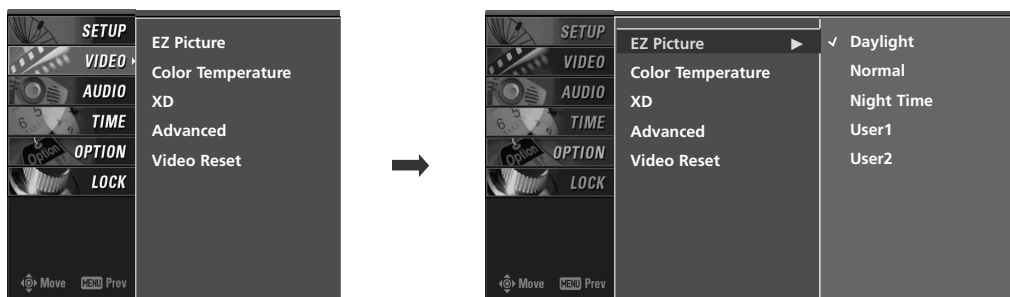 SETUP
VIDEO
AUDIO
TIME
OPTION
LOCK
EZ Picture
Color Temperature
XD
Advanced
Video Reset
Move MENU Prev
SETUP
VIDEO
AUDIO
TIME
OPTION
LOCK
EZ Picture ▶
Color Temperature
XD
Advanced
Video Reset
✓ Daylight
Normal
Night Time
User1
User2
Move MENU Prev